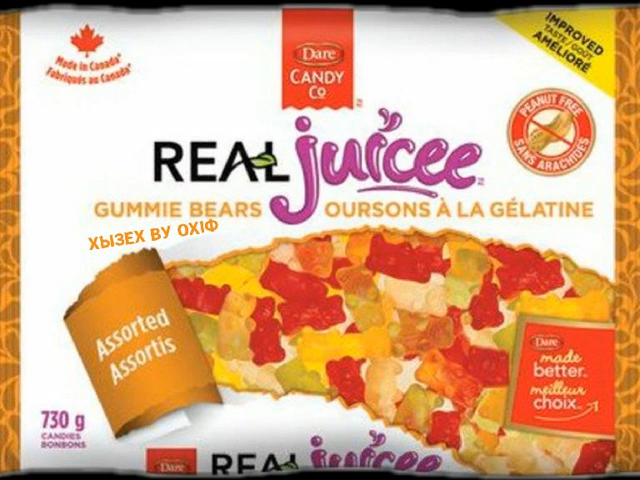 Made in Canada*
Fabriqués au Canada*
Dare
CANDY
Co
IMPROVED
TASTE/GOÛT
AMÉLIORÉ
PEANUT FREE
SANS ARACHIDES
REAL juicee
GUMMIE BEARS OURSONS À LA GÉLATINE
ХЫЗЕХ ВУ ОХІФ
Assorted
Assortis
Dare
made
better.
meilleur
choix.
730 g
CANDIES
BONBONS
Dare
REAL juicee